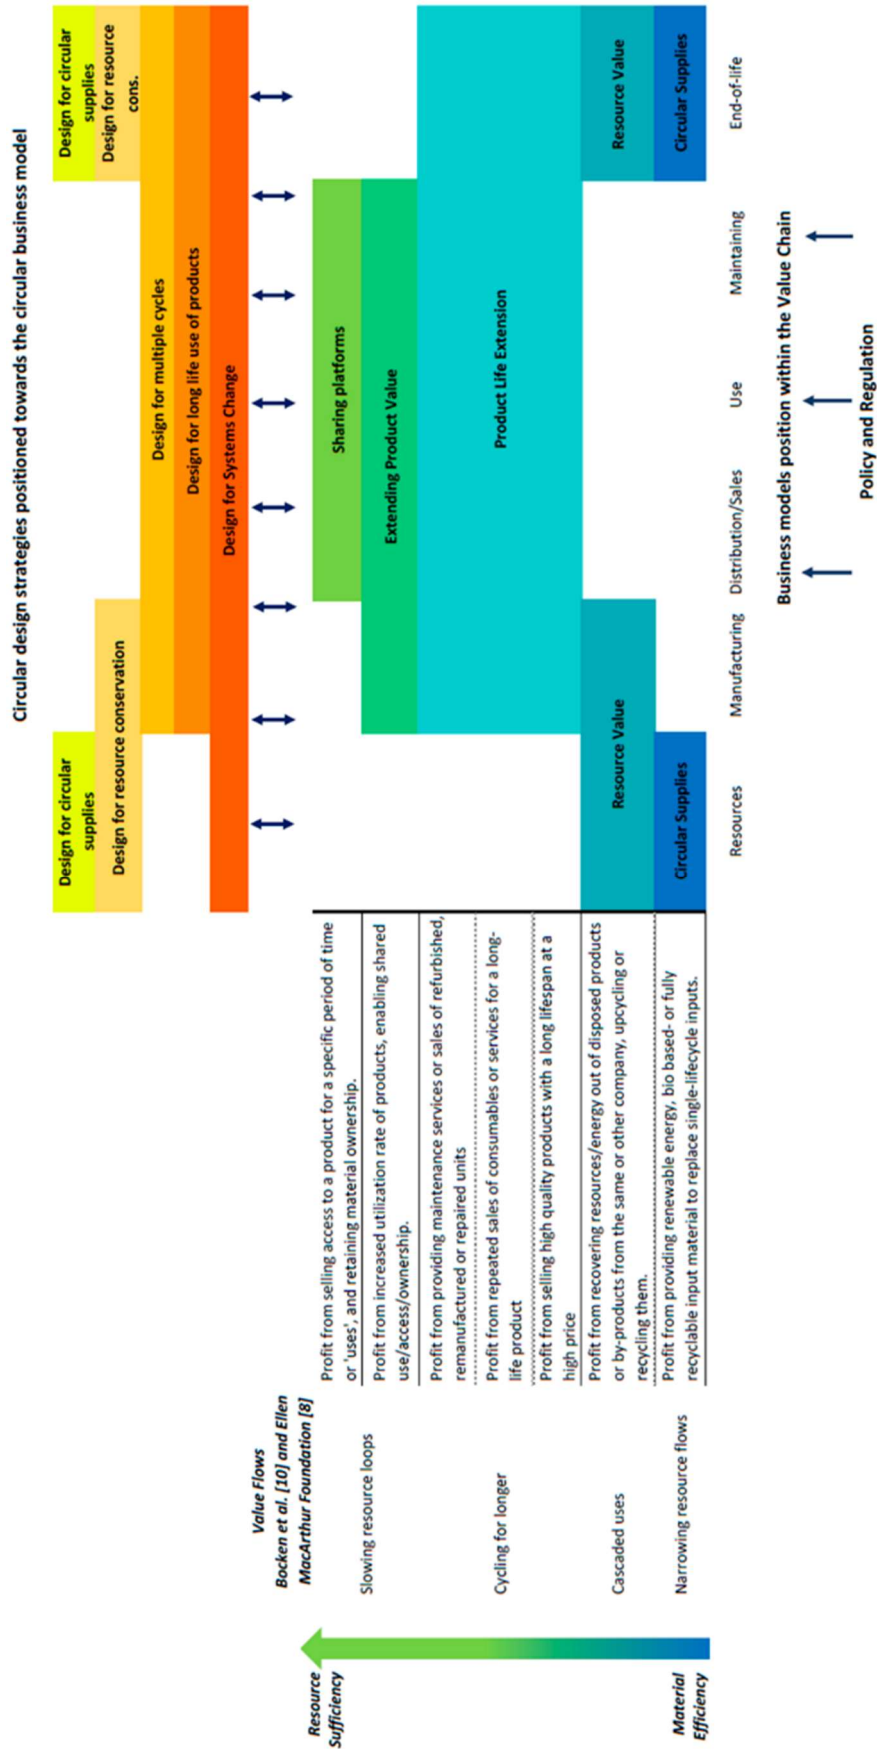 Circular design strategies positioned towards the circular business model
Design for circular
supplies
Design for circular
supplies
Design for resource conservation
Design for resource
cons.
Design for multiple cycles
Design for long life use of products
Design for Systems Change
Value Flows
Bocken et al. [10] and Ellen
MacArthur Foundation [8]
Resource
Sufficiency
Slowing resource loops
Profit from selling access to a product for a specific period of time
or 'uses', and retaining material ownership.
Sharing platforms
Profit from increased utilization rate of products, enabling shared
use/access/ownership.
Extending Product Value
Cycling for longer
Profit from providing maintenance services or sales of refurbished,
remanufactured or repaired units
Profit from repeated sales of consumables or services for a long-
life product
Profit from selling high quality products with a long lifespan at a
high price
Product Life Extension
Cascaded uses
Profit from recovering resources/energy out of disposed products
or by-products from the same or other company, upcycling or
recycling them.
Resource Value
Resource Value
Material
Efficiency
Narrowing resource flows
Profit from providing renewable energy, bio based- or fully
recyclable input material to replace single-lifecycle inputs.
Circular Supplies
Circular Supplies
Resources
Manufacturing
Distribution/Sales
Use
Maintaining
End-of-life
Business models position within the Value Chain
Policy and Regulation